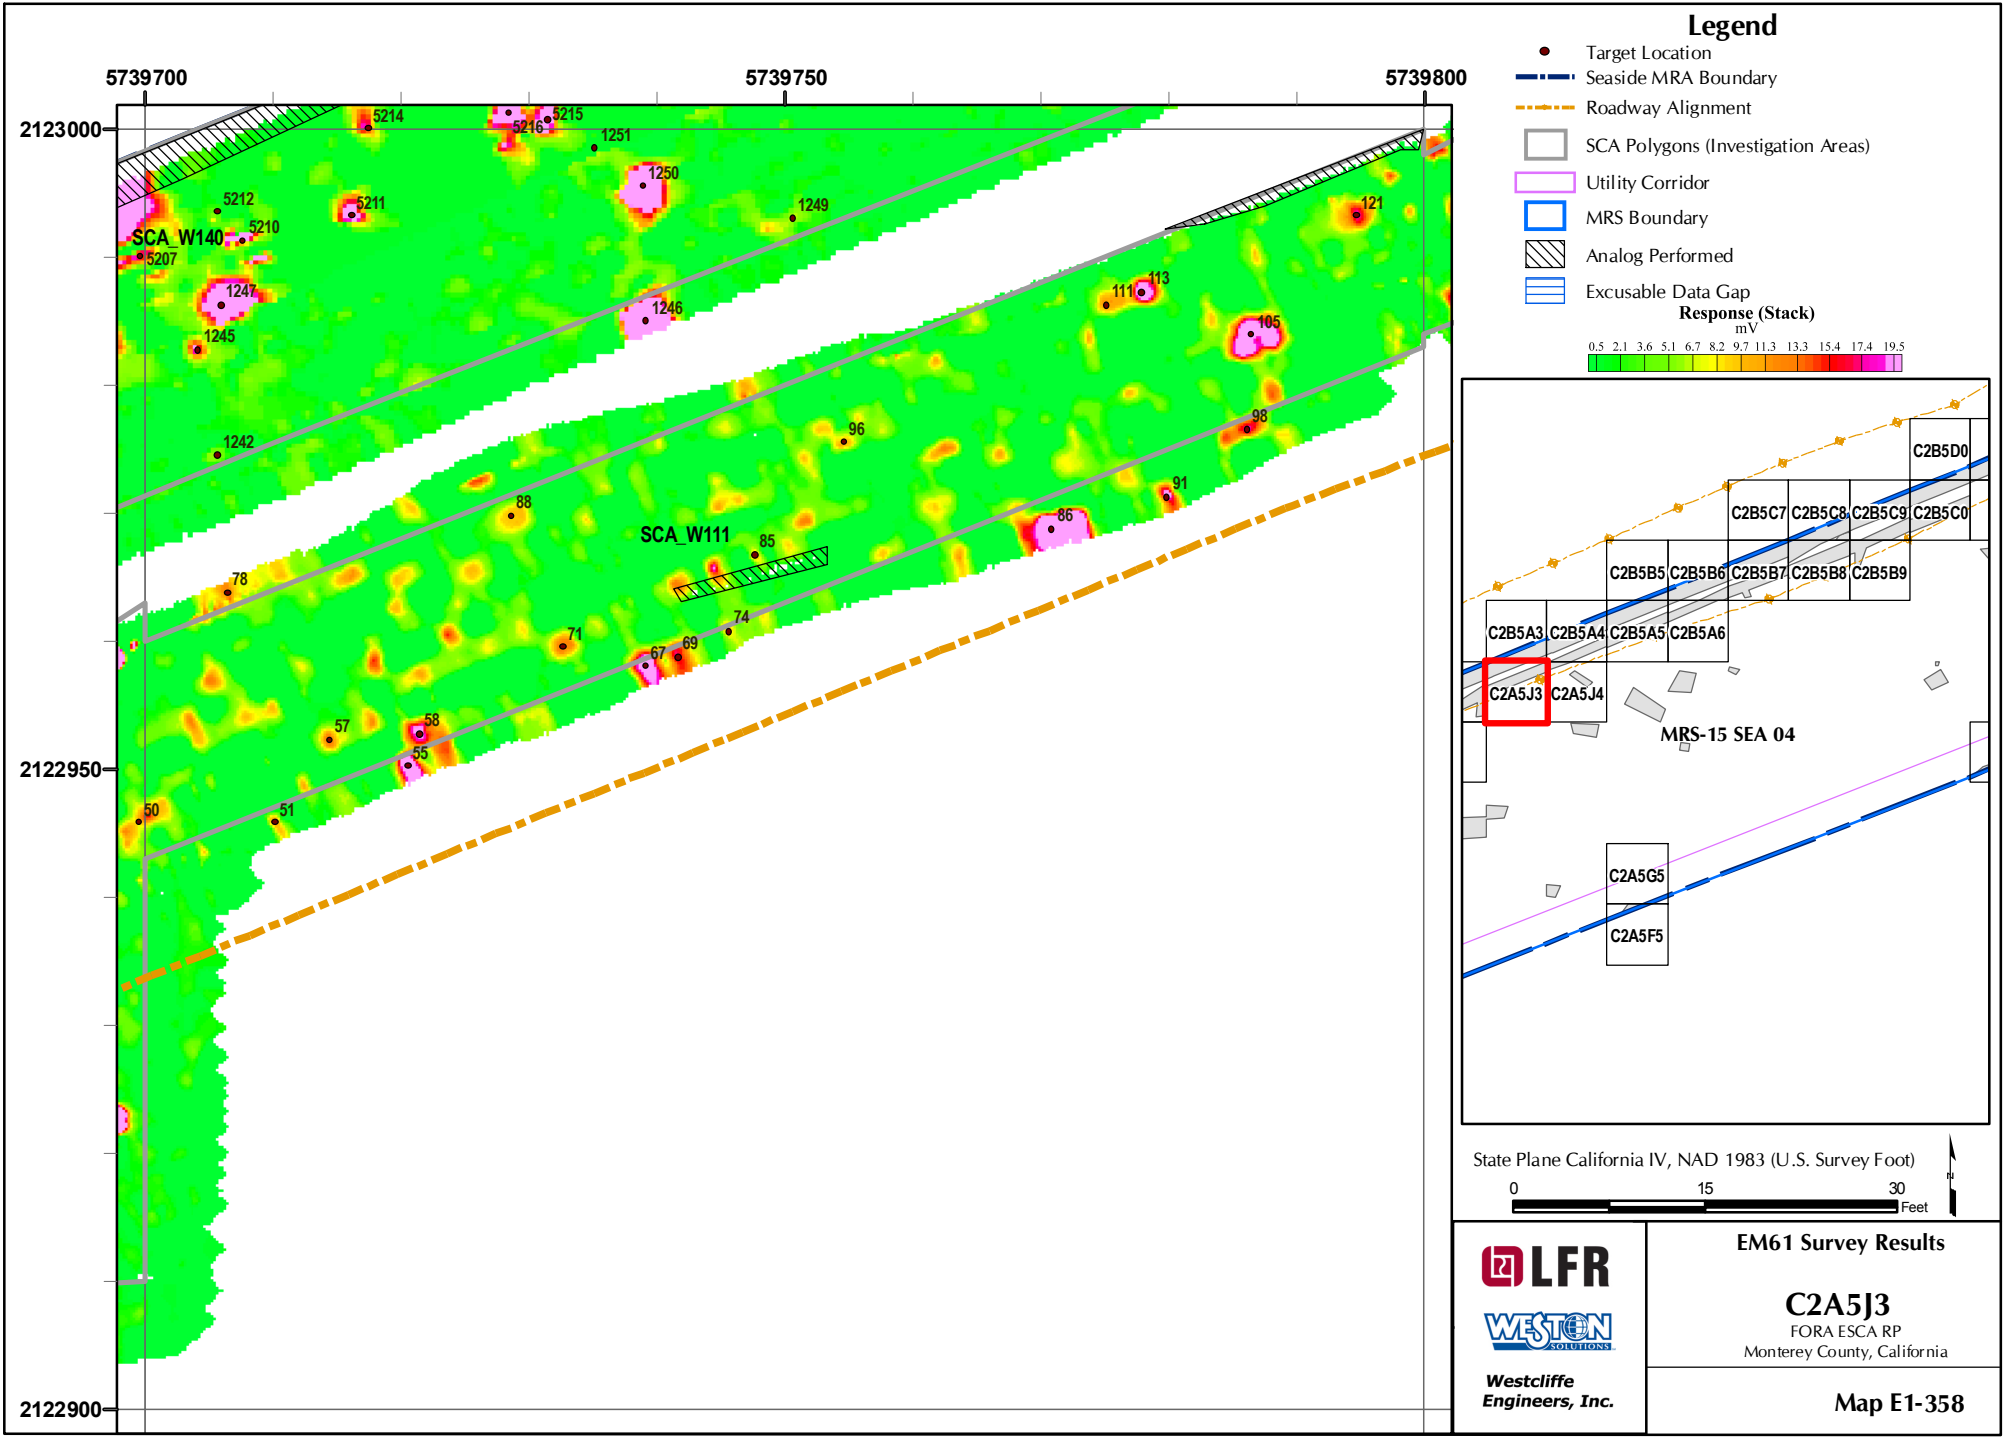 Legend
Target Location
Seaside MRA Boundary
Roadway Alignment
SCA Polygons (Investigation Areas)
Utility Corridor
MRS Boundary
Analog Performed
Excusable Data Gap
Response (Stack)
mV
0.5 2.1 3.6 5.1 6.7 8.2 9.7 11.3 13.3 15.4 17.4 19.5
5739700 5739750 5739800
2123000
2122950
2122900
5214
5216
5215
1251
1250
1249
5212
5211
5210
SCA_W140
5207
1247
1246
1245
1242
121
113
111
105
98
96
91
88
86
SCA_W111
85
78
74
71
69
67
58
57
55
51
50
C2B5D0
C2B5C7 C2B5C8 C2B5C9 C2B5C0
C2B5B5 C2B5B6 C2B5B7 C2B5B8 C2B5B9
C2B5A3 C2B5A4 C2B5A5 C2B5A6
C2A5J3 C2A5J4
MRS-15 SEA 04
C2A5G5
C2A5F5
State Plane California IV, NAD 1983 (U.S. Survey Foot)
0 15 30
Feet
N
LFR
WESTON
SOLUTIONS
Westcliffe
Engineers, Inc.
EM61 Survey Results
C2A5J3
FORA ESCA RP
Monterey County, California
Map E1-358